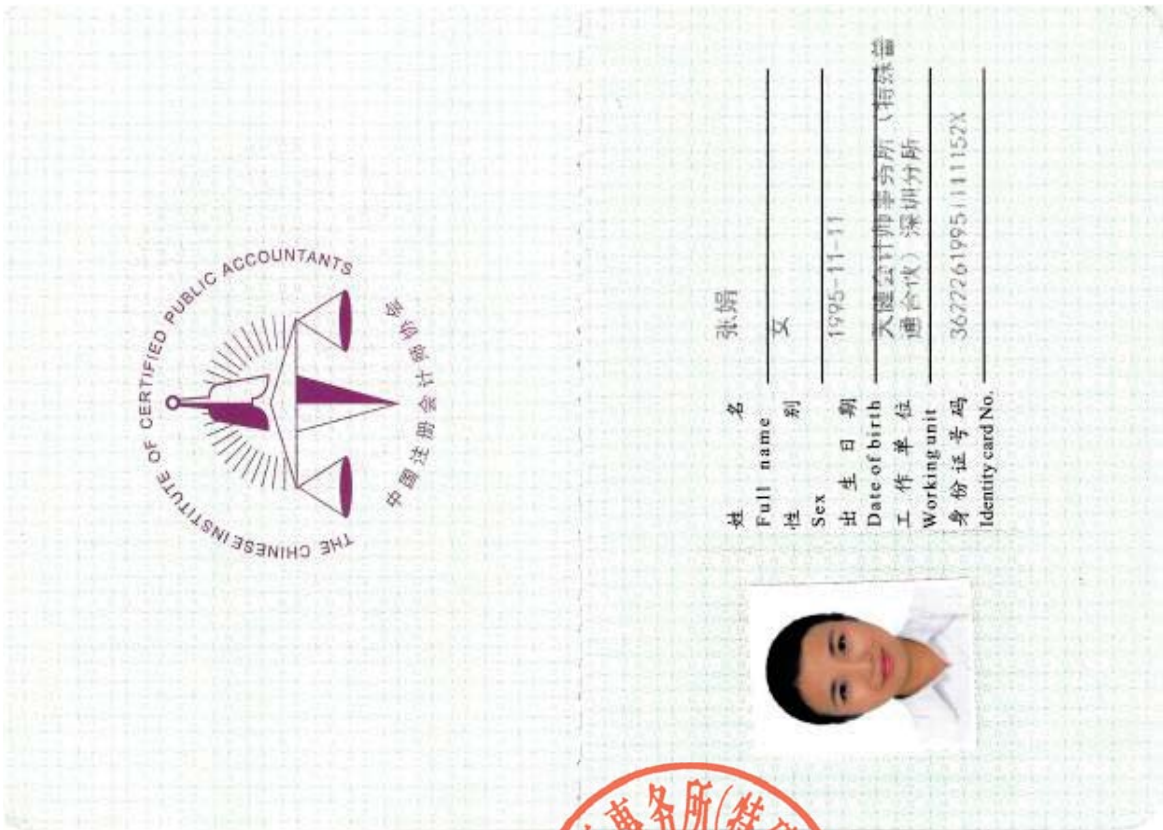 THE CHINESE INSTITUTE OF CERTIFIED PUBLIC ACCOUNTANTS
中国注册会计师协会
姓 名 张娟
Full name
性 别 女
Sex
出生日期 1995-11-11
Date of birth
工作单位 天健会计师事务所（特殊普
通合伙）深圳分所
Working unit
身份证号码 36222619951111152X
Identity card No.
事务所(特殊